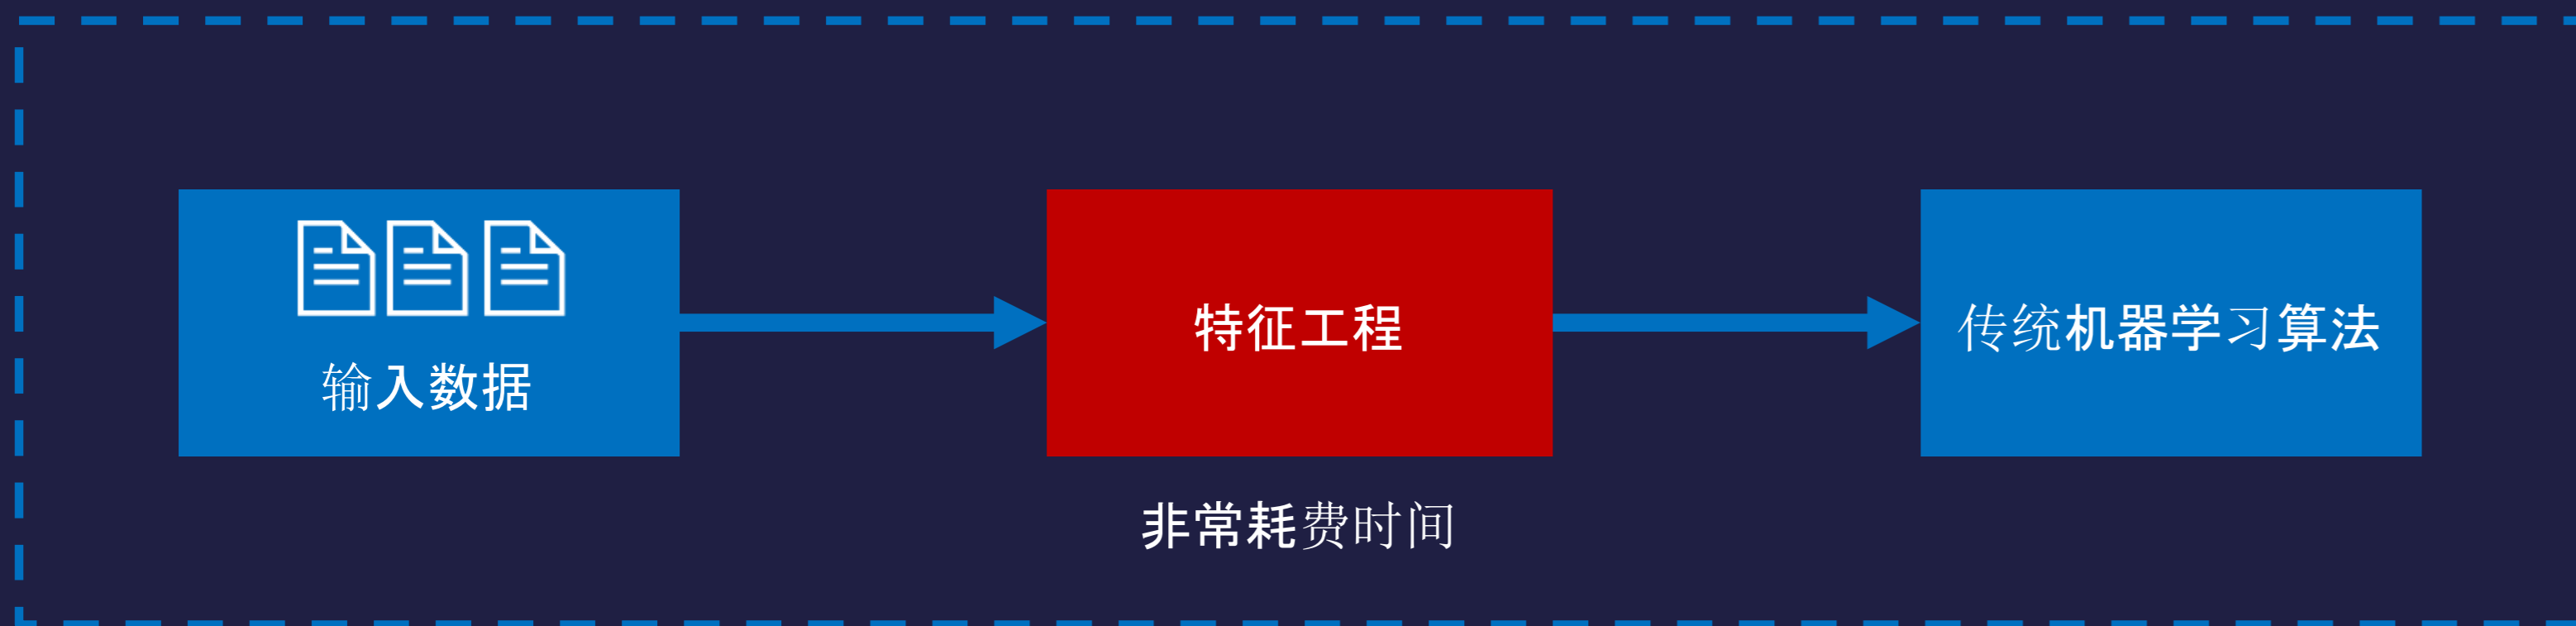 输入数据
特征工程
传统机器学习算法
非常耗费时间